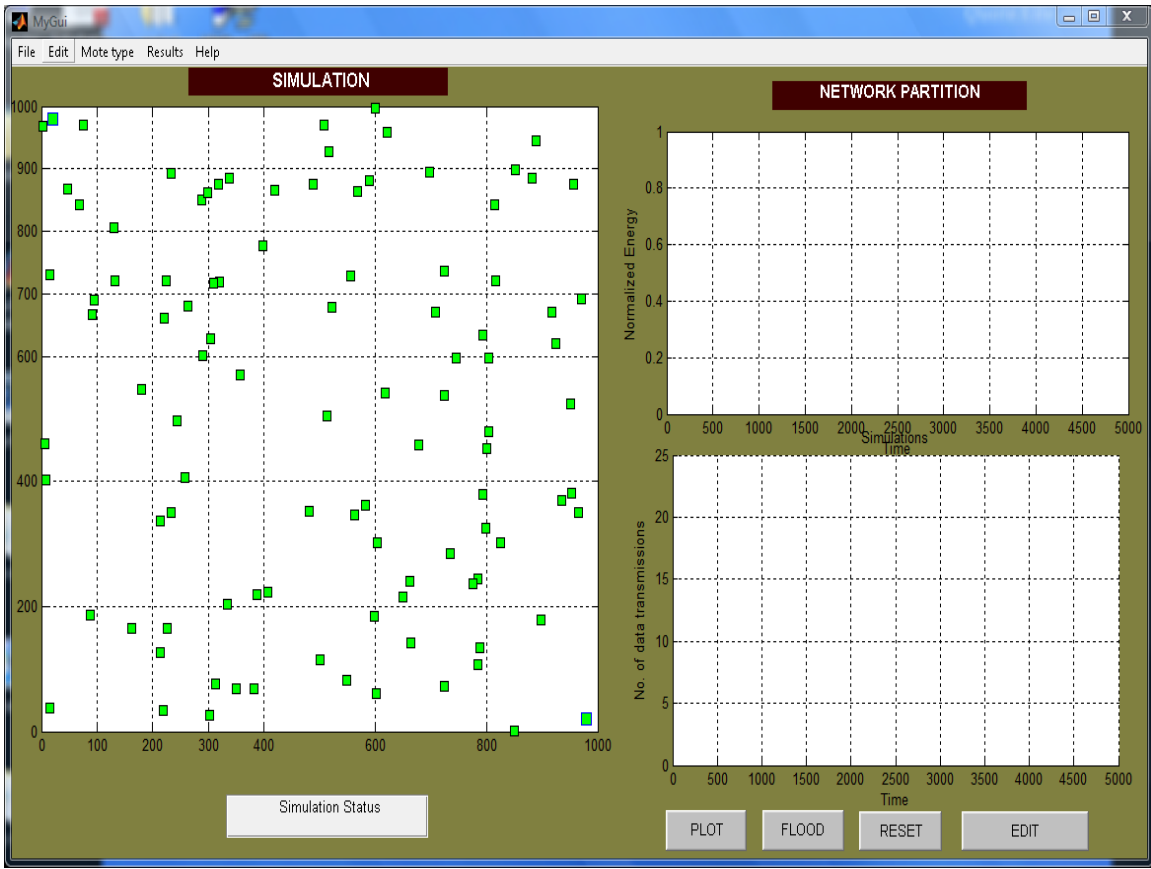 MyGui
File Edit Mote type Results Help
SIMULATION
1000
900
800
700
600
400
200
0
0 100 200 300 400 600 800 1000
Simulation Status
NETWORK PARTITION
Normalized Energy
1
0.8
0.6
0.4
0.2
0
0 500 1000 1500 2000 2500 3000 3500 4000 4500 5000
Simulations
Time
No. of data transmissions
25
20
15
10
5
0
0 500 1000 1500 2000 2500 3000 3500 4000 4500 5000
Time
PLOT FLOOD RESET EDIT